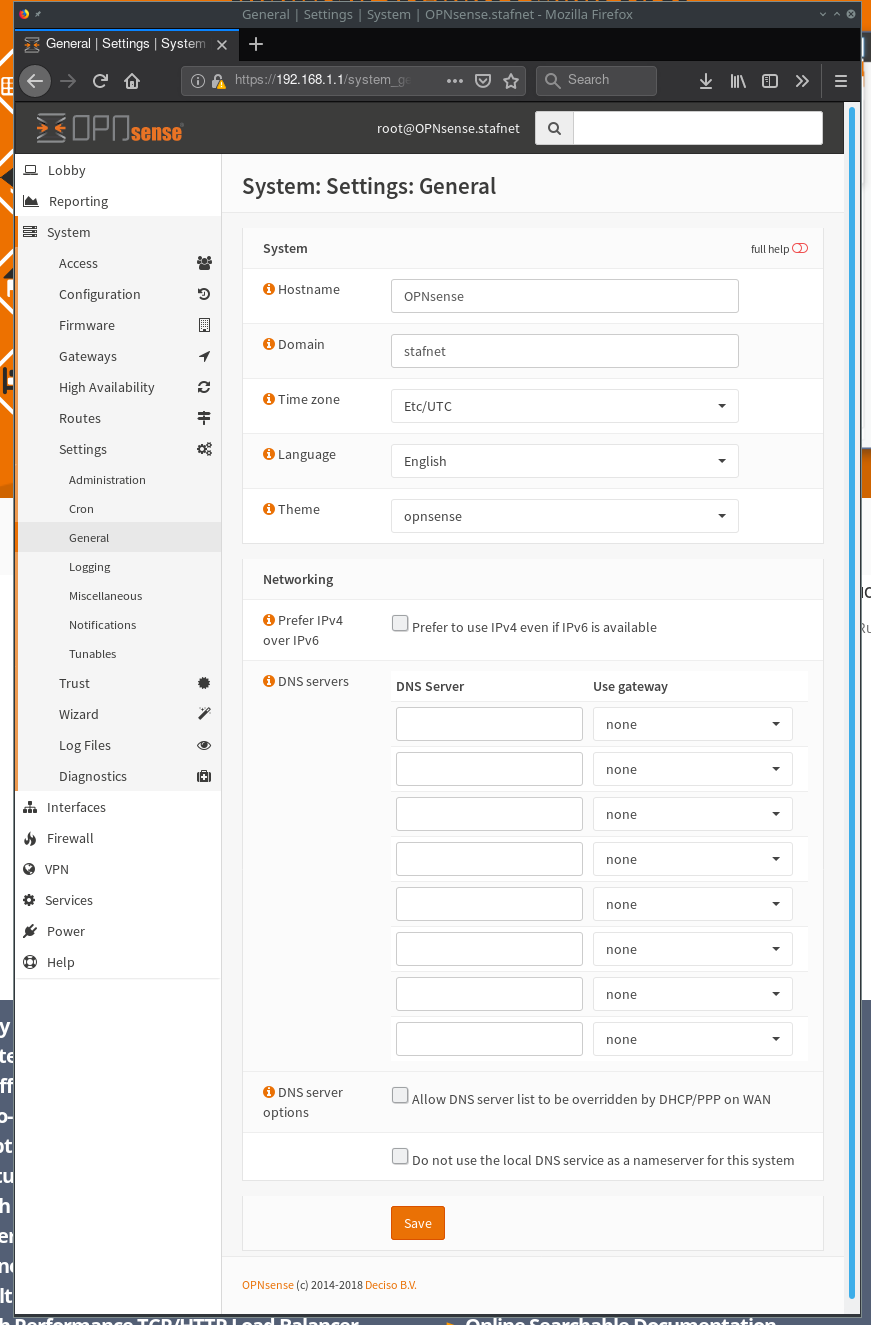 General | Settings | System | OPNsense.stafnet - Mozilla Firefox
General | Settings | System
https://192.168.1.1/system_ge
Search
OPNsense
root@OPNsense.stafnet
Lobby
Reporting
System
Access
Configuration
Firmware
Gateways
High Availability
Routes
Settings
Administration
Cron
General
Logging
Miscellaneous
Notifications
Tunables
Trust
Wizard
Log Files
Diagnostics
Interfaces
Firewall
VPN
Services
Power
Help
System: Settings: General
System
full help
Hostname
OPNsense
Domain
stafnet
Time zone
Etc/UTC
Language
English
Theme
opnsense
Networking
Prefer IPv4
over IPv6
Prefer to use IPv4 even if IPv6 is available
DNS servers
DNS Server Use gateway
none
none
none
none
none
none
none
none
DNS server
options
Allow DNS server list to be overridden by DHCP/PPP on WAN
Do not use the local DNS service as a nameserver for this system
Save
OPNsense (c) 2014-2018 Deciso B.V.
Performance TCP/HTTP Load Balancer
Online Searchable Documentation